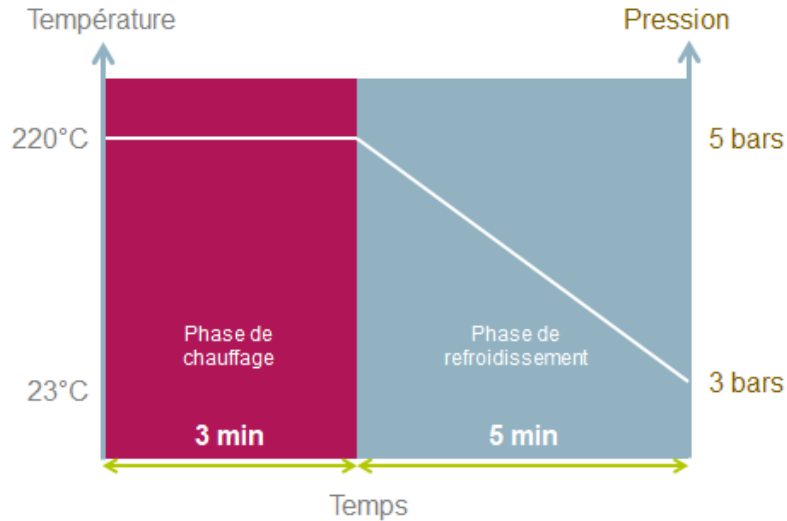 Température
Pression
220°C
5 bars
Phase de
chauffage
Phase de
refroidissement
23°C
3 bars
3 min
5 min
Temps